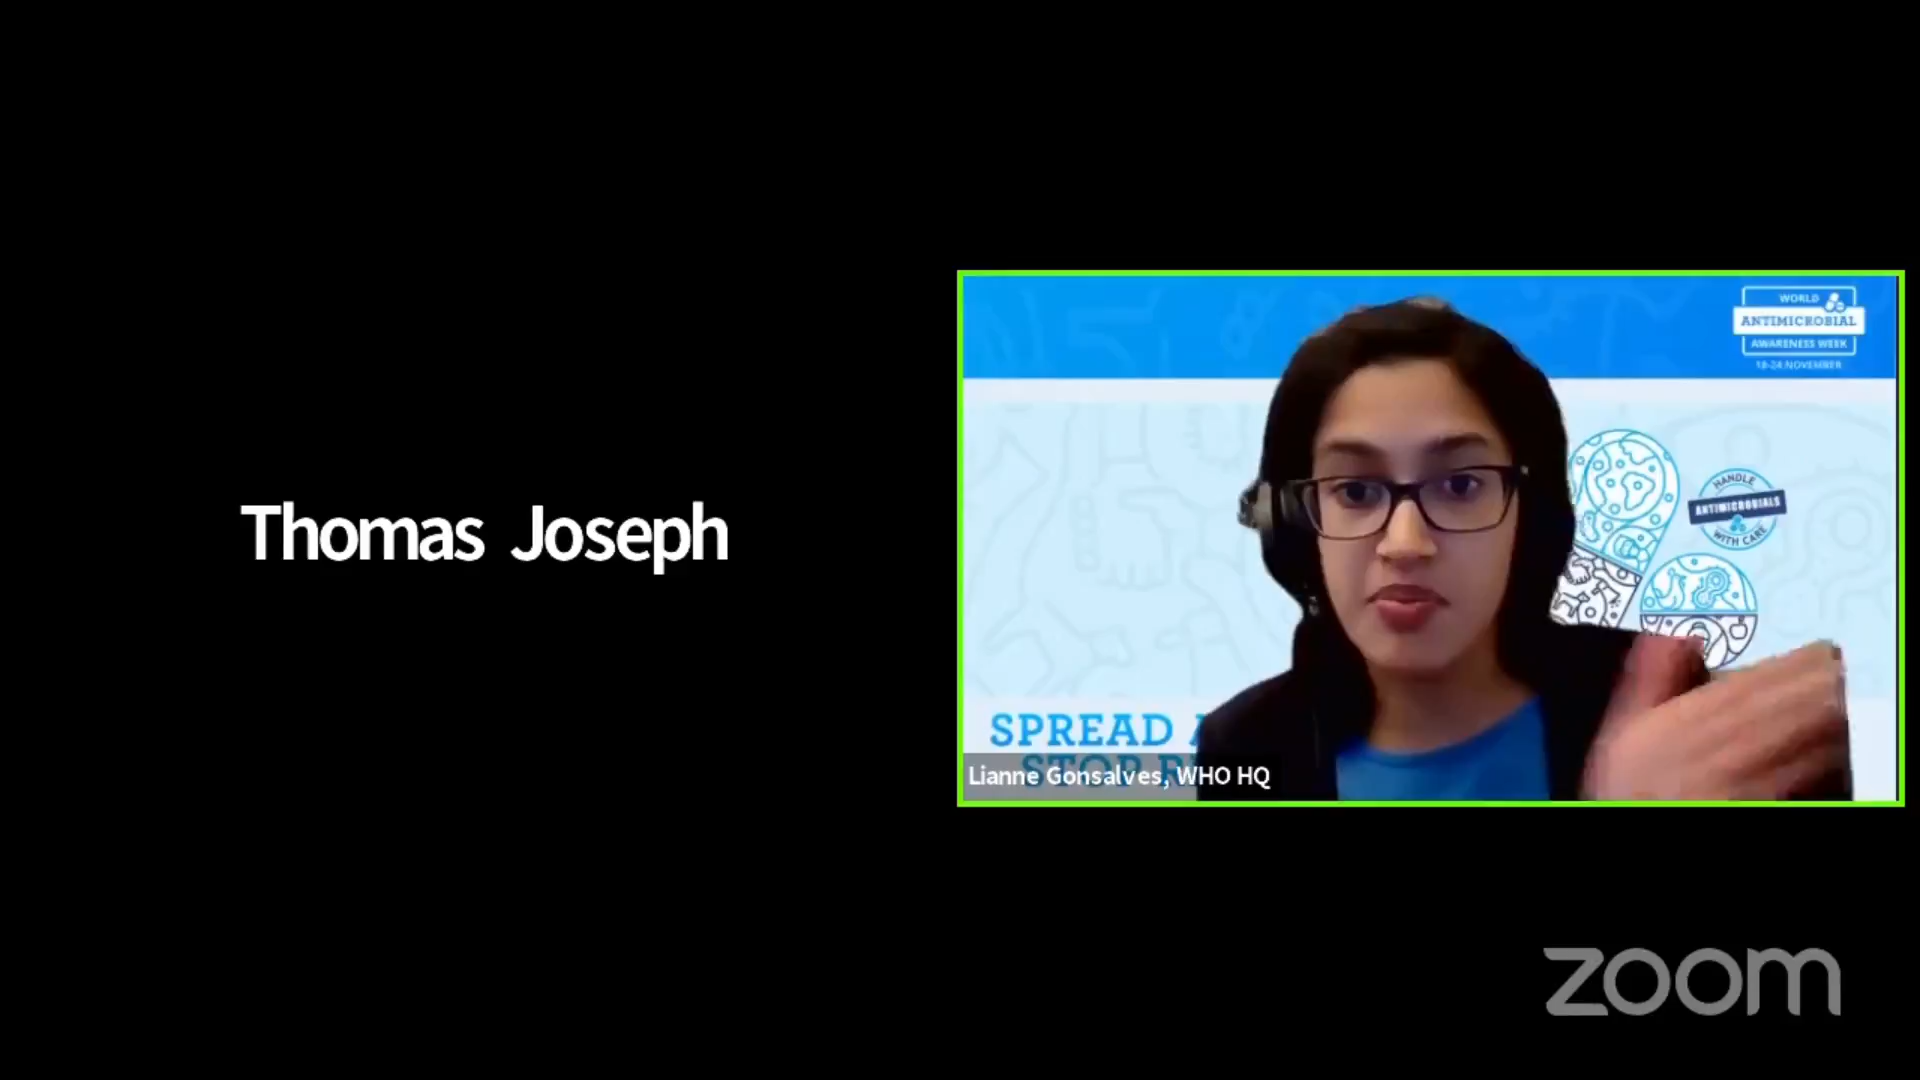 Thomas Joseph
WORLD
ANTIMICROBIAL
AWARENESS WEEK
18-24 NOVEMBER
HANDLE
ANTIMICROBIALS
WITH CARE
SPREAD
STOP
Lianne Gonsalves, WHO HQ
zoom